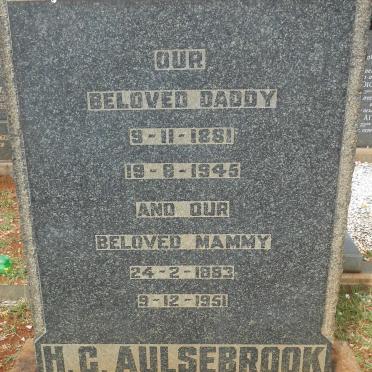 OUR
BELOVED DADDY
9-11-1881
19-8-1945
AND OUR
BELOVED MAMMY
24-2-1883
9-12-1951
H. C. AULSEBROOK